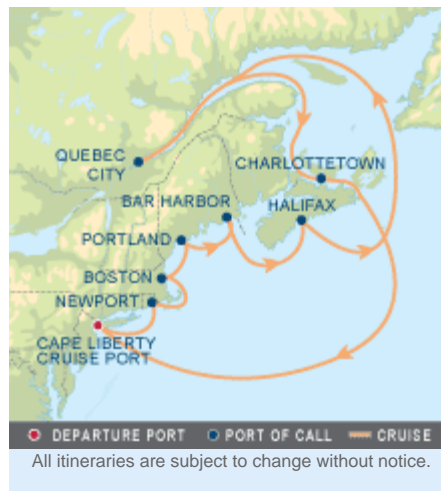 QUEBEC
CITY
CHARLOTTETOWN
BAR HARBOR
HALIFAX
PORTLAND
BOSTON
NEWPORT
CAPE LIBERTY
CRUISE PORT
DEPARTURE PORT PORT OF CALL CRUISE
All itineraries are subject to change without notice.